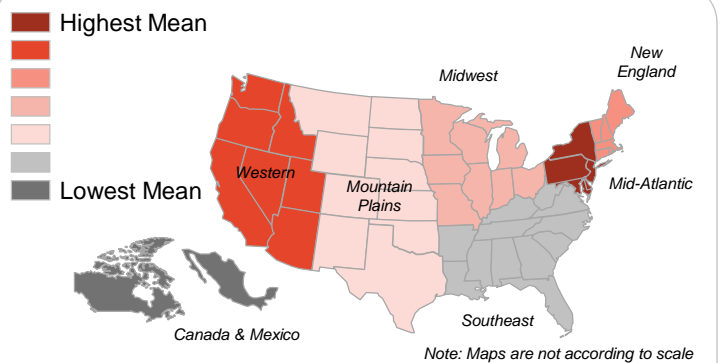 Highest Mean
Lowest Mean
New
England
Midwest
Western
Mountain
Plains
Mid-Atlantic
Southeast
Canada & Mexico
Note: Maps are not according to scale